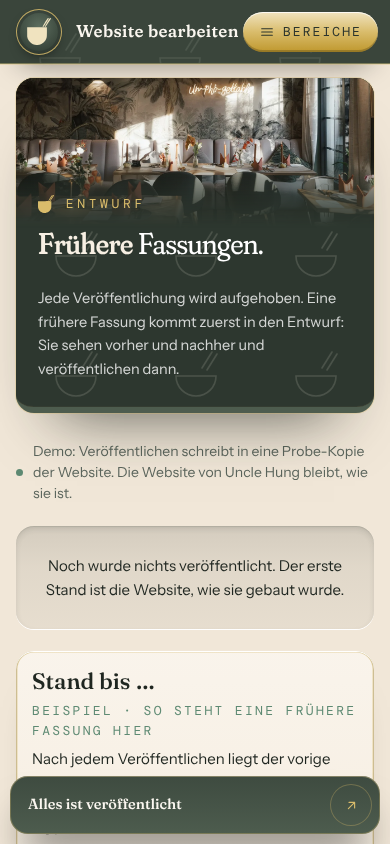 Website bearbeiten
BEREICHE
ENTWURF
Frühere Fassungen.
Jede Veröffentlichung wird aufgehoben. Eine
frühere Fassung kommt zuerst in den Entwurf:
Sie sehen vorher und nachher und
veröffentlichen dann.
Demo: Veröffentlichen schreibt in eine Probe-Kopie
der Website. Die Website von Uncle Hung bleibt, wie
sie ist.
Noch wurde nichts veröffentlicht. Der erste
Stand ist die Website, wie sie gebaut wurde.
Stand bis …
BEISPIEL · SO STEHT EINE FRÜHERE
FASSUNG HIER
Nach jedem Veröffentlichen liegt der vorige
Alles ist veröffentlicht